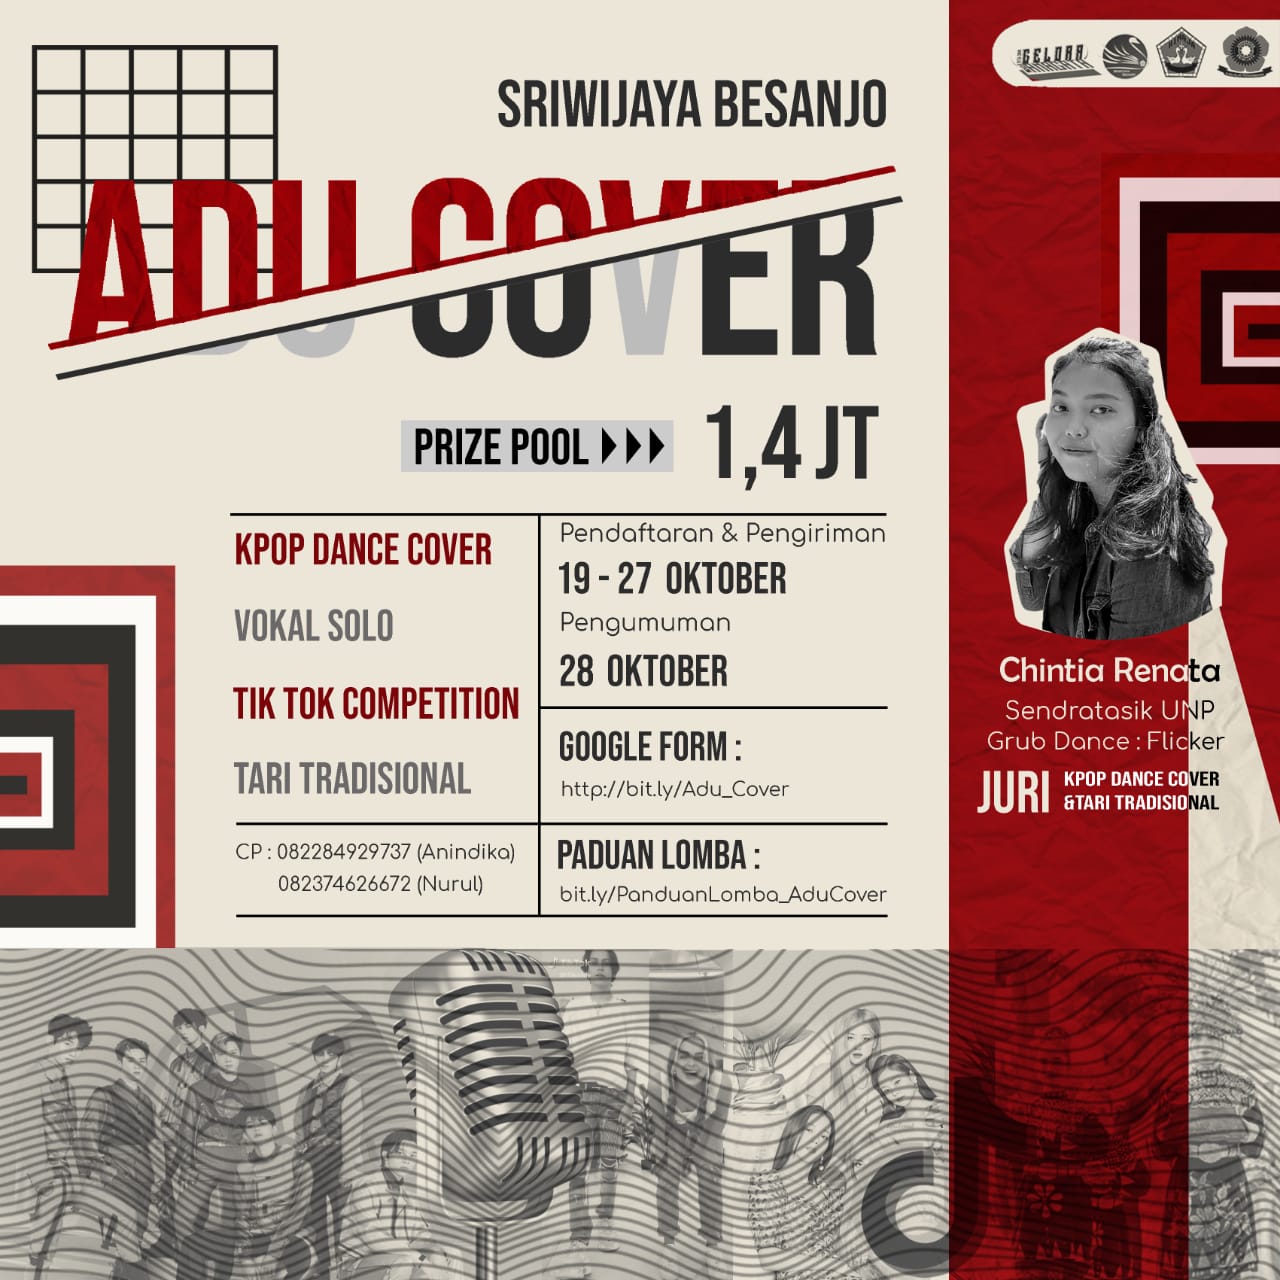 GELORA
SRIWIJAYA BESANJO
ADU COVER
PRIZE POOL 1,4 JT
KPOP DANCE COVER
VOKAL SOLO
TIK TOK COMPETITION
TARI TRADISIONAL
CP : 082284929737 (Anindika)
082374626672 (Nurul)
Pendaftaran & Pengiriman
19 - 27 OKTOBER
Pengumuman
28 OKTOBER
GOOGLE FORM :
http://bit.ly/Adu_Cover
PADUAN LOMBA :
bit.ly/PanduanLomba_AduCover
Chintia Renata
Sendratasik UNP
Grub Dance : Flicker
JURI KPOP DANCE COVER
&TARI TRADISIONAL